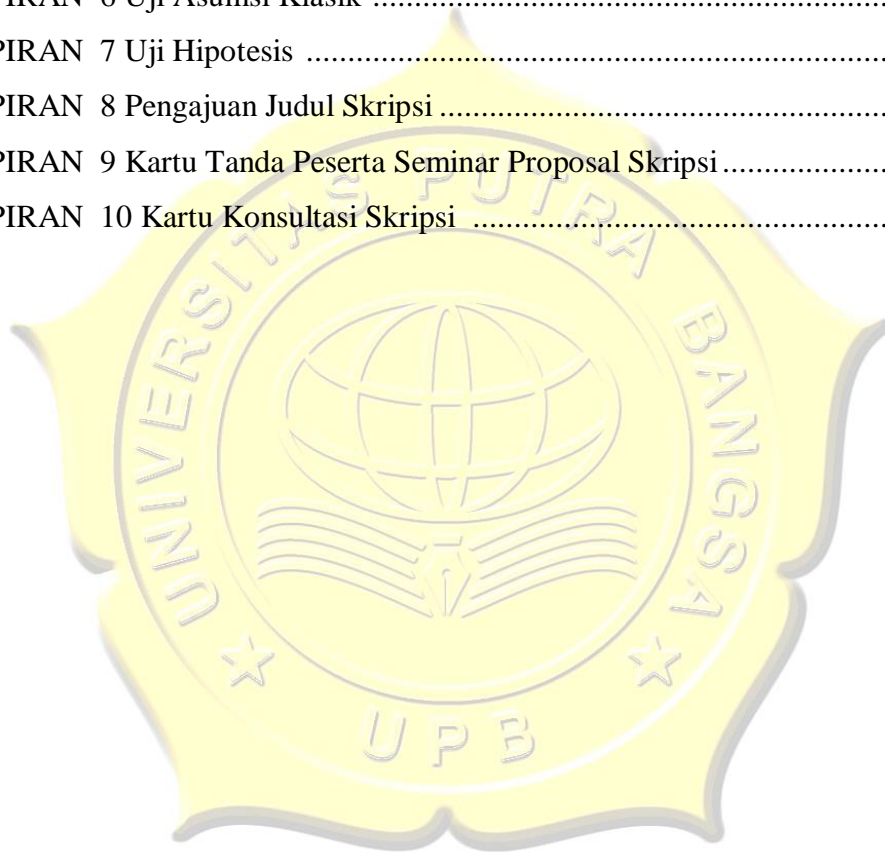 PIRAN 6 Uji Asumsi Klasik ................................................................
PIRAN 7 Uji Hipotesis ........................................................................
PIRAN 8 Pengajuan Judul Skripsi .......................................................
PIRAN 9 Kartu Tanda Peserta Seminar Proposal Skripsi .....................
PIRAN 10 Kartu Konsultasi Skripsi ....................................................
UNIVERSITAS PUTRA BANGSA
UPB